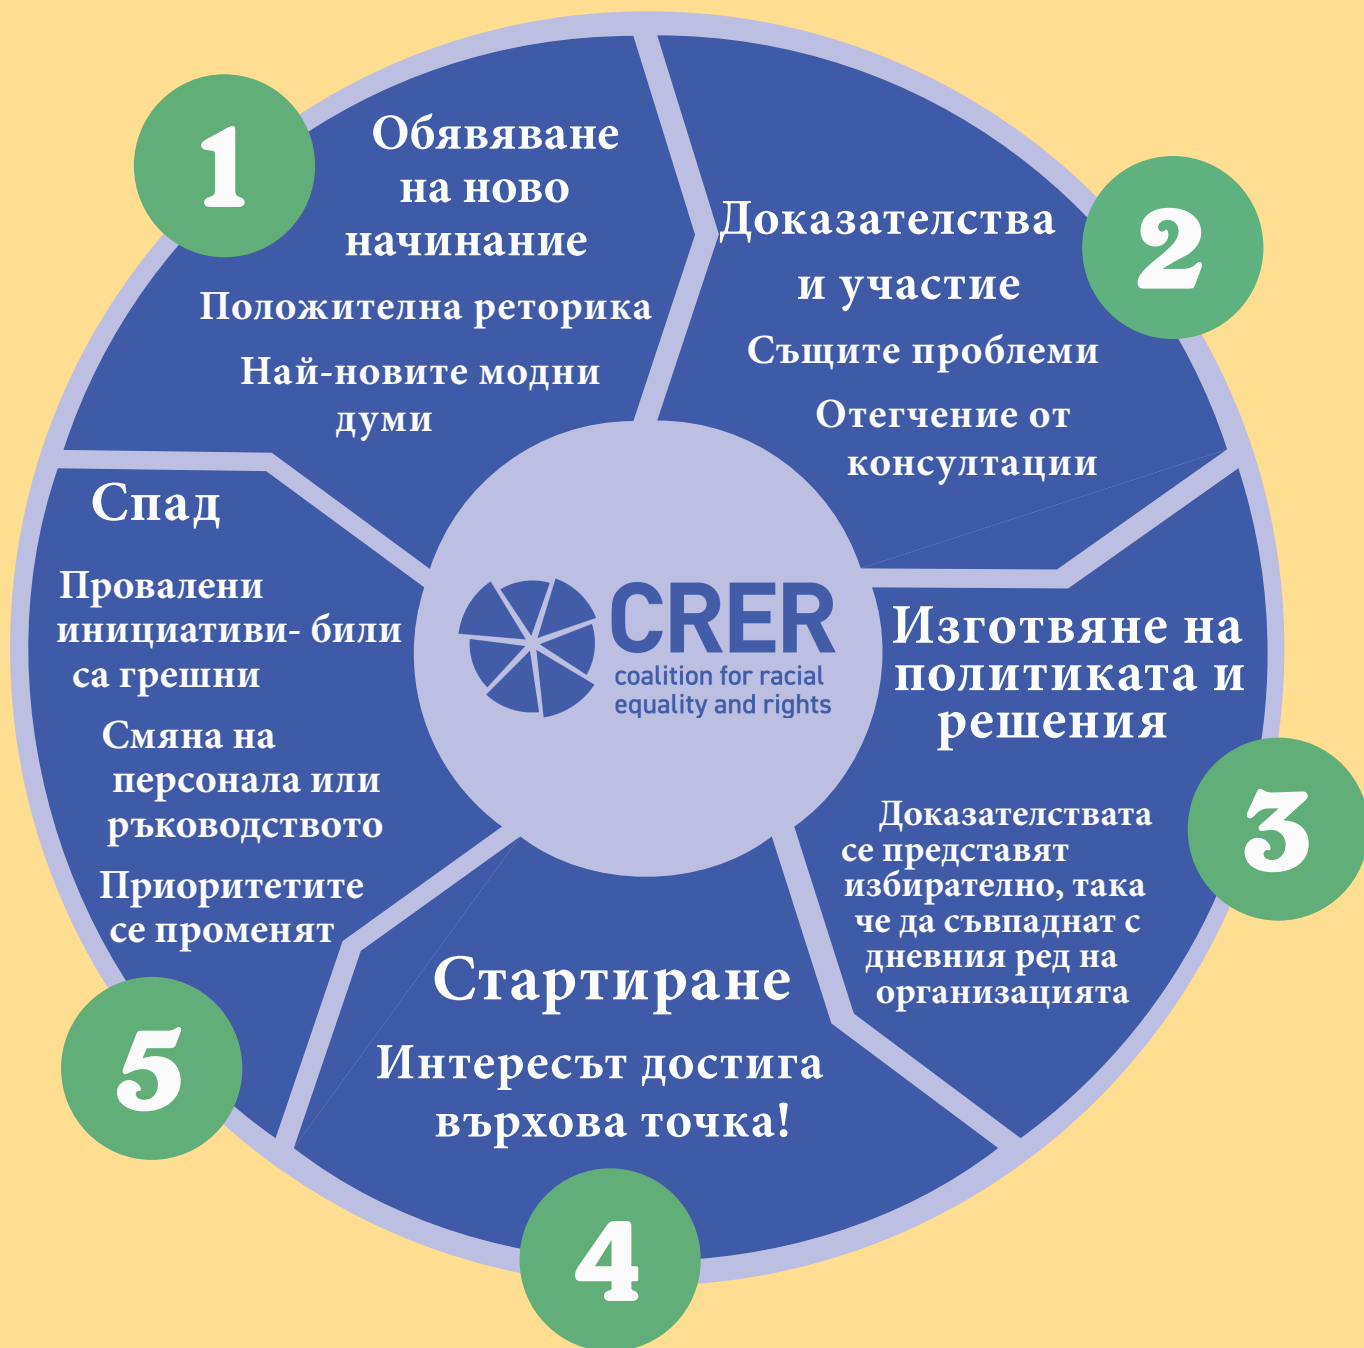 1
Обявяване
на ново
начинание
Положителна реторика
Най-новите модни
думи
2
Доказателства
и участие
Същите проблеми
Отегчение от
консултации
3
Изготвяне на
политиката и
решения
Доказателствата
се представят
избирателно, така
че да съвпаднат с
дневния ред на
организацията
4
Стартиране
Интересът достига
върхова точка!
5
Спад
Провалени
инициативи- били
са грешни
Смяна на
персонала или
ръководството
Приоритетите
се променят
CRER
coalition for racial
equality and rights